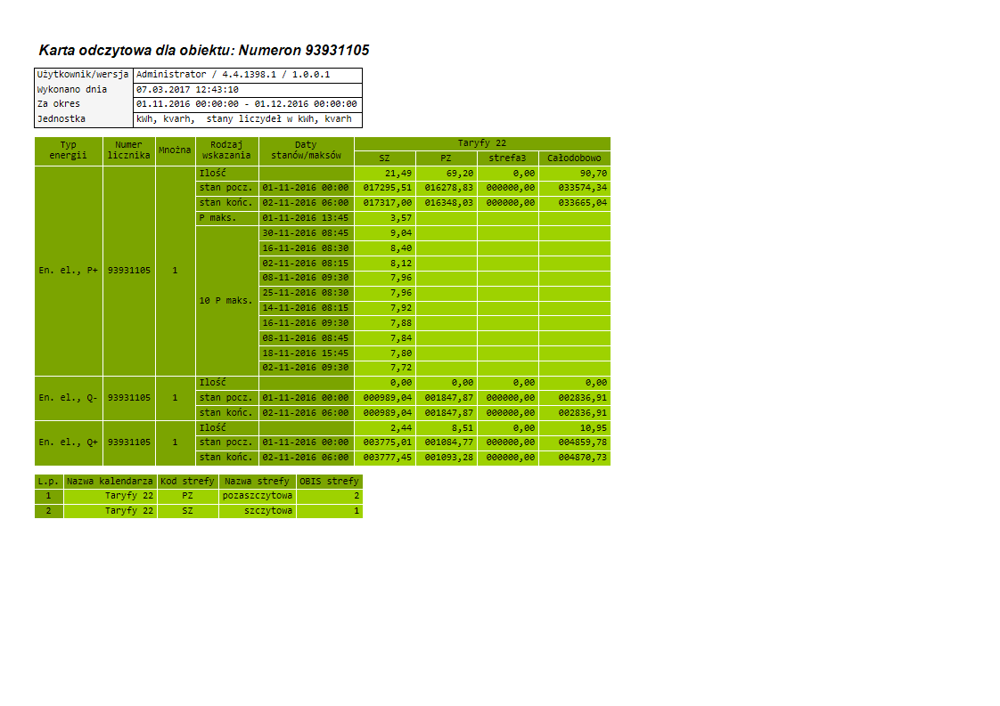 Karta odczytowa dla obiektu: Numeron 93931105
Użytkownik/wersja Administrator / 4.4.1398.1 / 1.0.0.1
Wykonano dnia 07.03.2017 12:43:10
Za okres 01.11.2016 00:00:00 - 01.12.2016 00:00:00
Jednostka kWh, kvarh, stany liczydeł w kWh, kvarh
Typ energii Numer licznika Mnożna Rodzaj wskazania Daty stanów/maksów Taryfy 22
SZ PZ strefa3 Całodobowo
En. el., P+ 93931105 1 Ilość 21,49 69,20 0,00 90,70
stan pocz. 01-11-2016 00:00 017295,51 016278,83 000000,00 033574,34
stan końc. 02-11-2016 06:00 017317,00 016348,03 000000,00 033665,04
P maks. 01-11-2016 13:45 3,57
10 P maks. 30-11-2016 08:45 9,04
16-11-2016 08:30 8,40
02-11-2016 08:15 8,12
08-11-2016 09:30 7,96
25-11-2016 08:30 7,96
14-11-2016 08:15 7,92
16-11-2016 09:30 7,88
08-11-2016 08:45 7,84
18-11-2016 15:45 7,80
02-11-2016 09:30 7,72
En. el., Q- 93931105 1 Ilość 0,00 0,00 0,00 0,00
stan pocz. 01-11-2016 00:00 000989,04 001847,87 000000,00 002836,91
stan końc. 02-11-2016 06:00 000989,04 001847,87 000000,00 002836,91
En. el., Q+ 93931105 1 Ilość 2,44 8,51 0,00 10,95
stan pocz. 01-11-2016 00:00 003775,01 001084,77 000000,00 004859,78
stan końc. 02-11-2016 06:00 003777,45 001093,28 000000,00 004870,73
L.p. Nazwa kalendarza Kod strefy Nazwa strefy OBIS strefy
1 Taryfy 22 PZ pozaszczytowa 2
2 Taryfy 22 SZ szczytowa 1